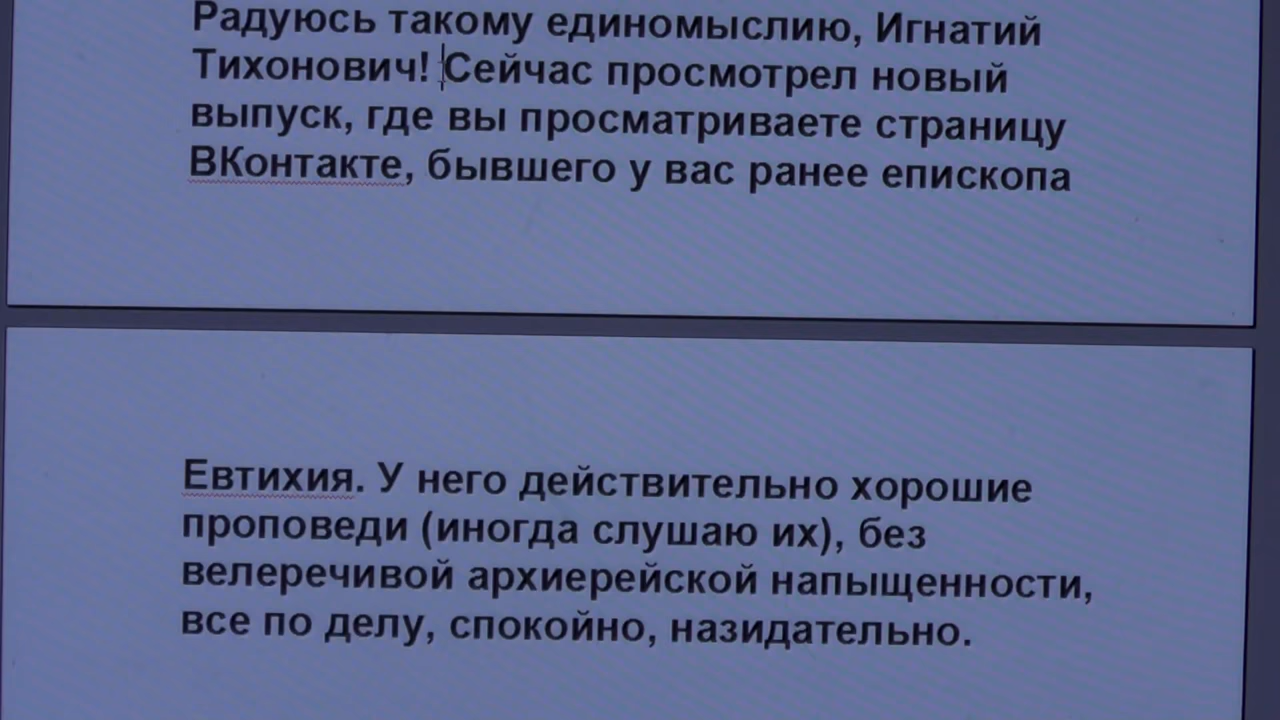 Радуюсь такому единомыслию, Игнатий
Тихонович! Сейчас просмотрел новый
выпуск, где вы просматриваете страницу
ВКонтакте, бывшего у вас ранее епископа
Евтихия. У него действительно хорошие
проповеди (иногда слушаю их), без
велеречивой архиерейской напыщенности,
все по делу, спокойно, назидательно.